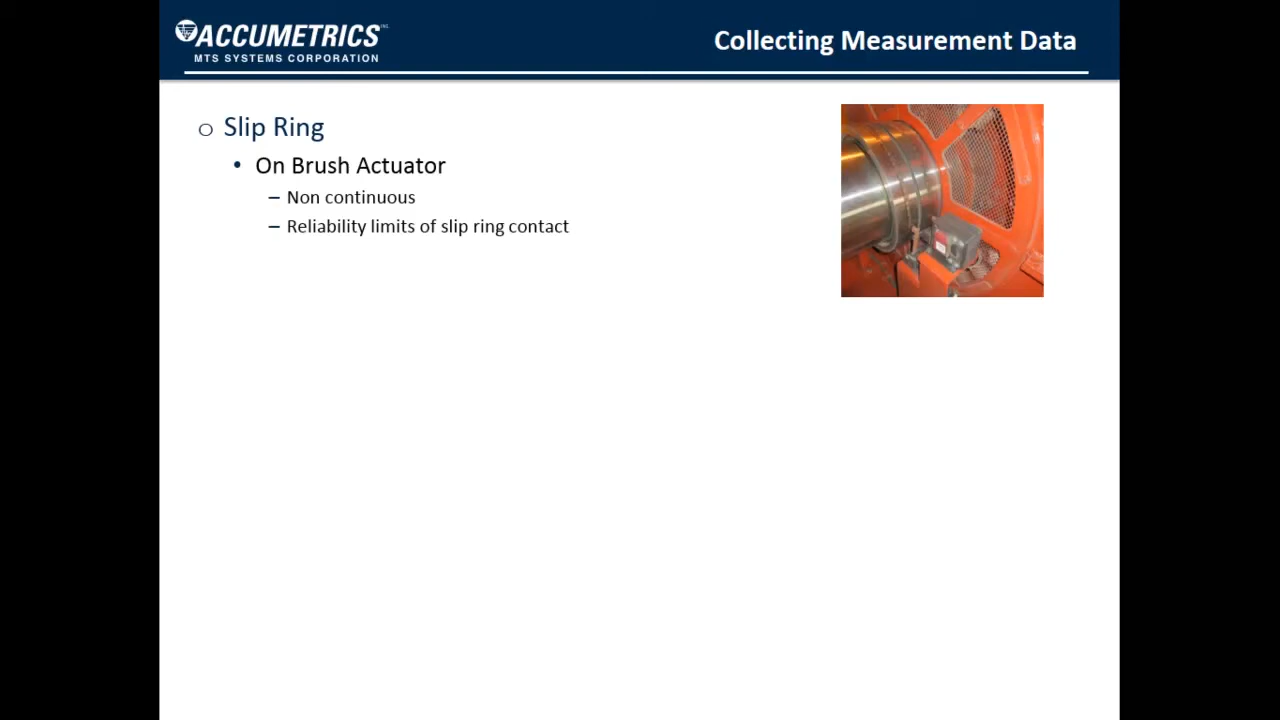 ACCUMETRICS INC.
MTS SYSTEMS CORPORATION
Collecting Measurement Data
o Slip Ring
• On Brush Actuator
– Non continuous
– Reliability limits of slip ring contact